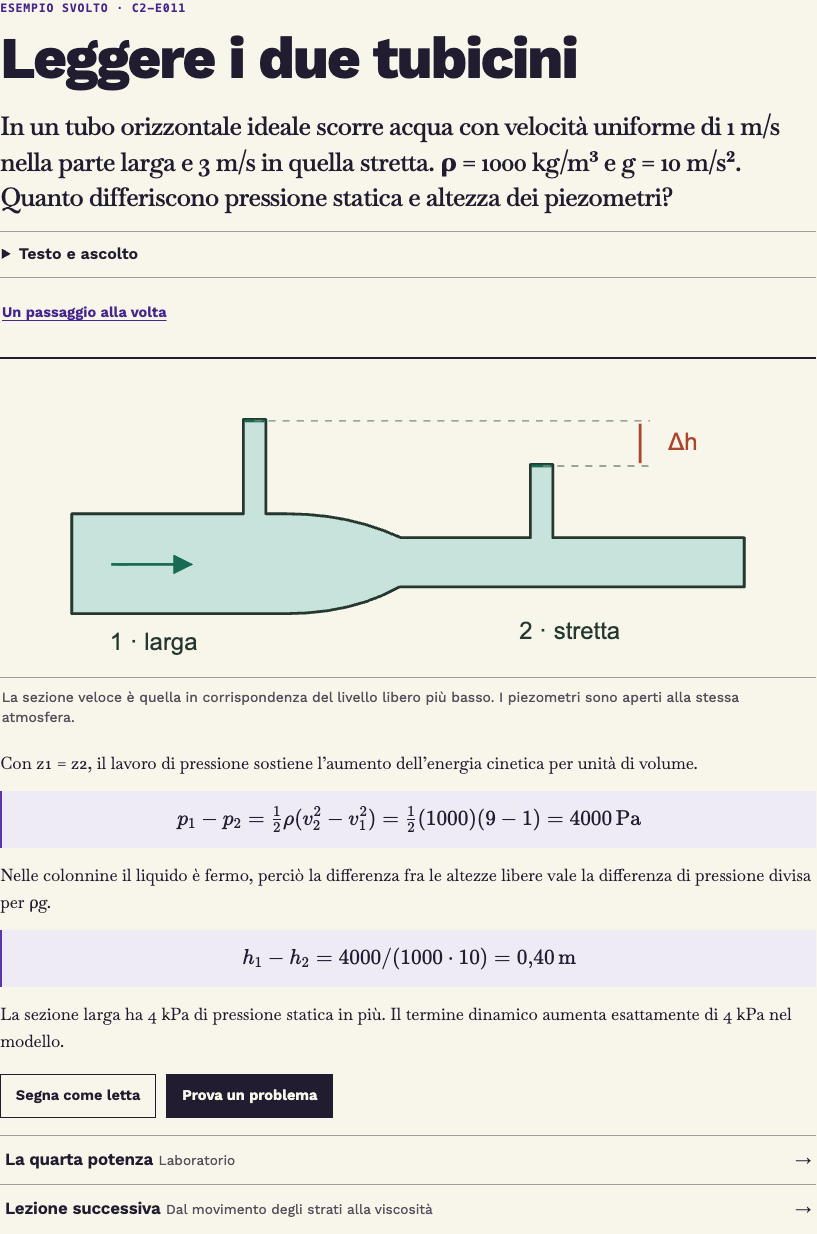 ESEMPIO SVOLTO · C2–E011
Leggere i due tubicini
In un tubo orizzontale ideale scorre acqua con velocità uniforme di 1 m/s
nella parte larga e 3 m/s in quella stretta. ρ = 1000 kg/m³ e g = 10 m/s².
Quanto differiscono pressione statica e altezza dei piezometri?
▶ Testo e ascolto
Un passaggio alla volta
Δh
1 · larga
2 · stretta
La sezione veloce è quella in corrispondenza del livello libero più basso. I piezometri sono aperti alla stessa
atmosfera.
Con z1 = z2, il lavoro di pressione sostiene l’aumento dell’energia cinetica per unità di volume.
p₁ − p₂ = ½ρ(v₂² − v₁²) = ½(1000)(9 − 1) = 4000 Pa
Nelle colonnine il liquido è fermo, perciò la differenza fra le altezze libere vale la differenza di pressione divisa
per ρg.
h₁ − h₂ = 4000/(1000 · 10) = 0,40 m
La sezione larga ha 4 kPa di pressione statica in più. Il termine dinamico aumenta esattamente di 4 kPa nel
modello.
Segna come letta
Prova un problema
La quarta potenza Laboratorio →
Lezione successiva Dal movimento degli strati alla viscosità →